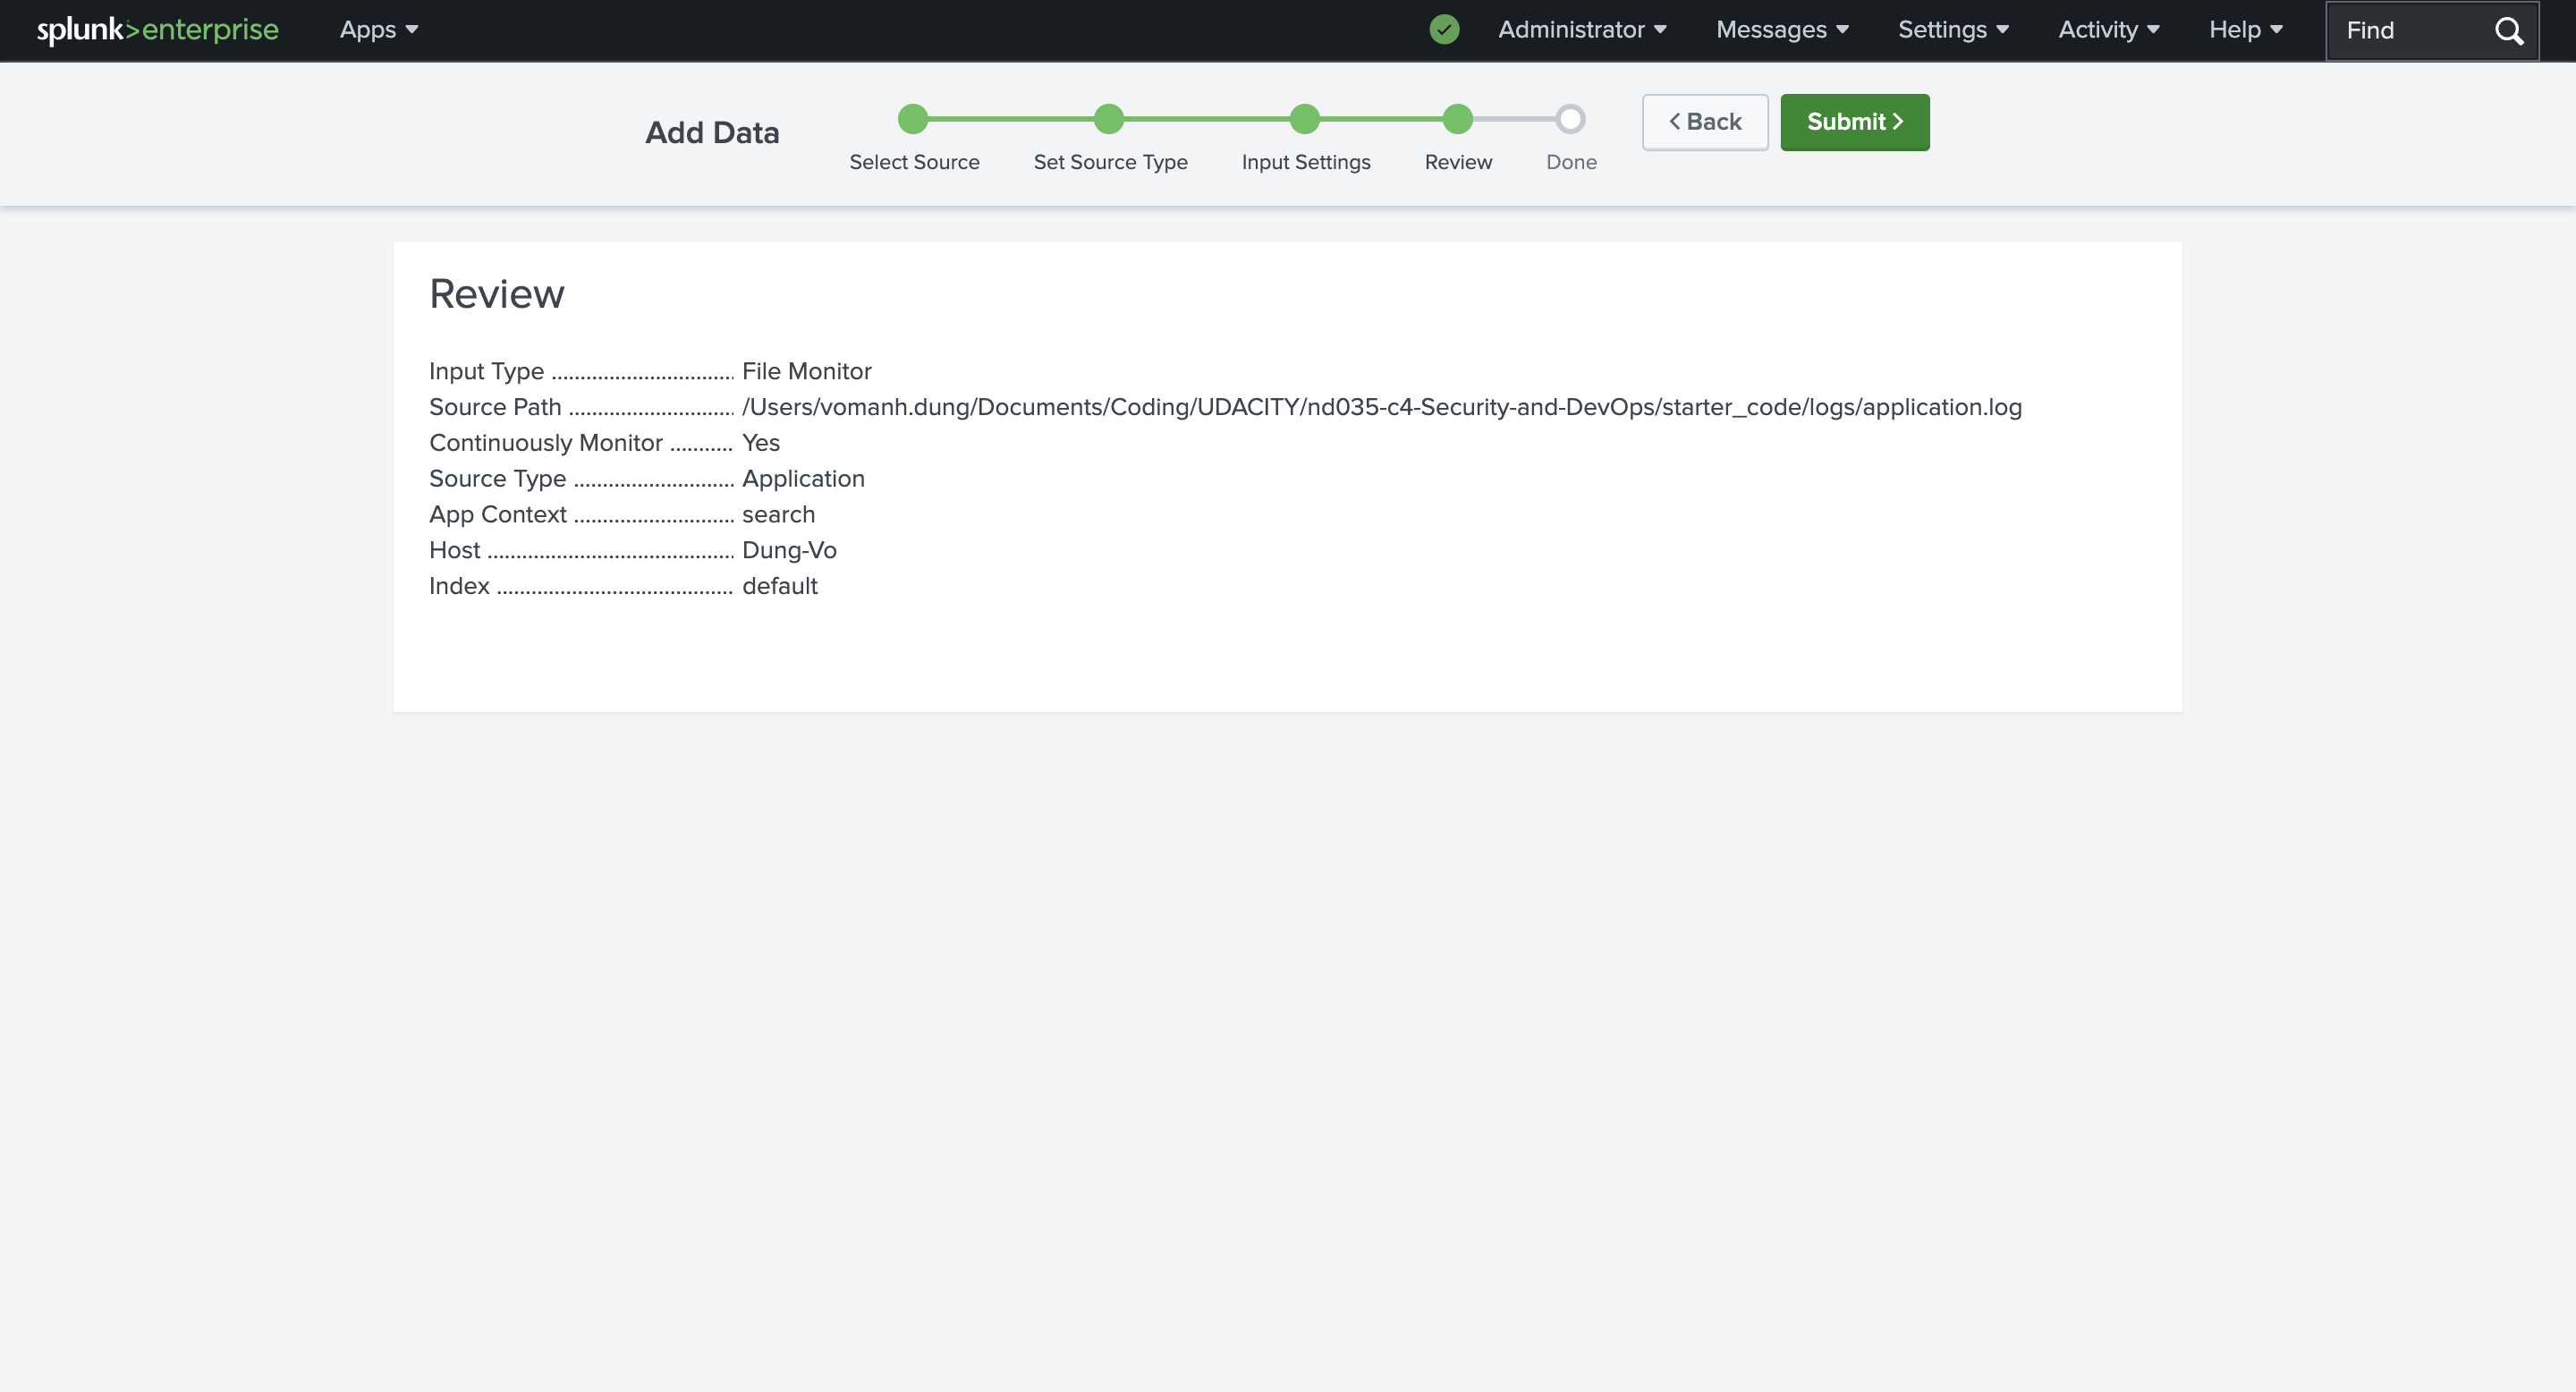 splunk>enterprise Apps Administrator Messages Settings Activity Help Find
Add Data
Select Source Set Source Type Input Settings Review Done
< Back Submit >
Review
Input Type ................................ File Monitor
Source Path ............................. /Users/vomanh.dung/Documents/Coding/UDACITY/nd035-c4-Security-and-DevOps/starter_code/logs/application.log
Continuously Monitor ........... Yes
Source Type ............................ Application
App Context ............................ search
Host ........................................... Dung-Vo
Index ......................................... default